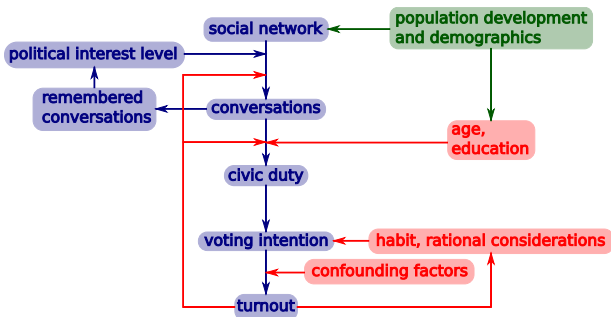 population development
and demographics
social network
political interest level
remembered
conversations
conversations
age,
education
civic duty
voting intention
habit, rational considerations
confounding factors
turnout